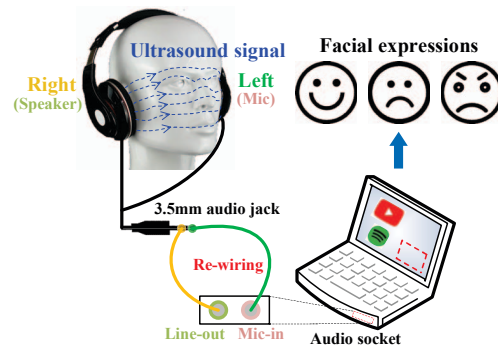 Ultrasound signal
Right
(Speaker)
Left
(Mic)
Facial expressions
3.5mm audio jack
Re-wiring
Line-out
Mic-in
Audio socket